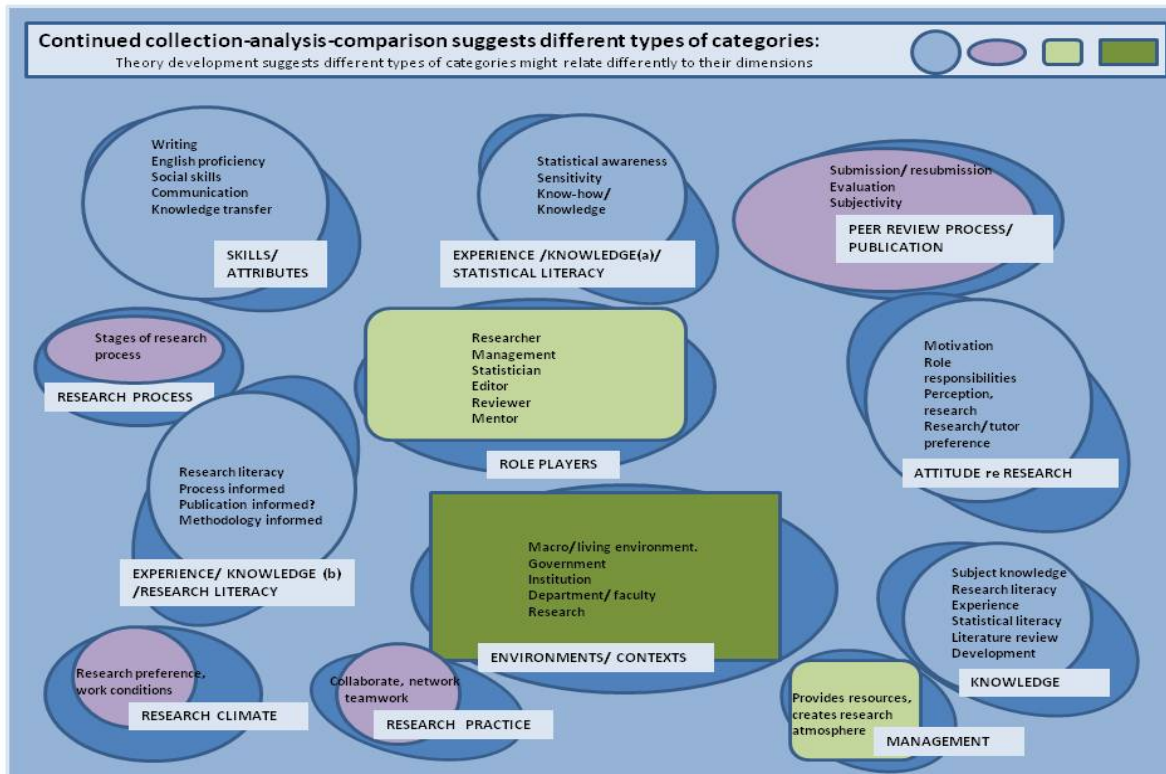 Continued collection-analysis-comparison suggests different types of categories:
Theory development suggests different types of categories might relate differently to their dimensions
Writing
English proficiency
Social skills
Communication
Knowledge transfer
SKILLS/
ATTRIBUTES
Statistical awareness
Sensitivity
Know-how/
Knowledge
EXPERIENCE /KNOWLEDGE(a)/
STATISTICAL LITERACY
Submission/ resubmission
Evaluation
Subjectivity
PEER REVIEW PROCESS/
PUBLICATION
Stages of research
process
RESEARCH PROCESS
Researcher
Management
Statistician
Editor
Reviewer
Mentor
ROLE PLAYERS
Motivation
Role
responsibilities
Perception,
research
Research/ tutor
preference
ATTITUDE re RESEARCH
Research literacy
Process informed
Publication informed?
Methodology informed
EXPERIENCE/ KNOWLEDGE (b)
/RESEARCH LITERACY
Macro/ living environment.
Government
Institution
Department/ faculty
Research
ENVIRONMENTS/ CONTEXTS
Subject knowledge
Research literacy
Experience
Statistical literacy
Literature review
Development
KNOWLEDGE
Research preference,
work conditions
RESEARCH CLIMATE
Collaborate, network
teamwork
RESEARCH PRACTICE
Provides resources,
creates research
atmosphere
MANAGEMENT